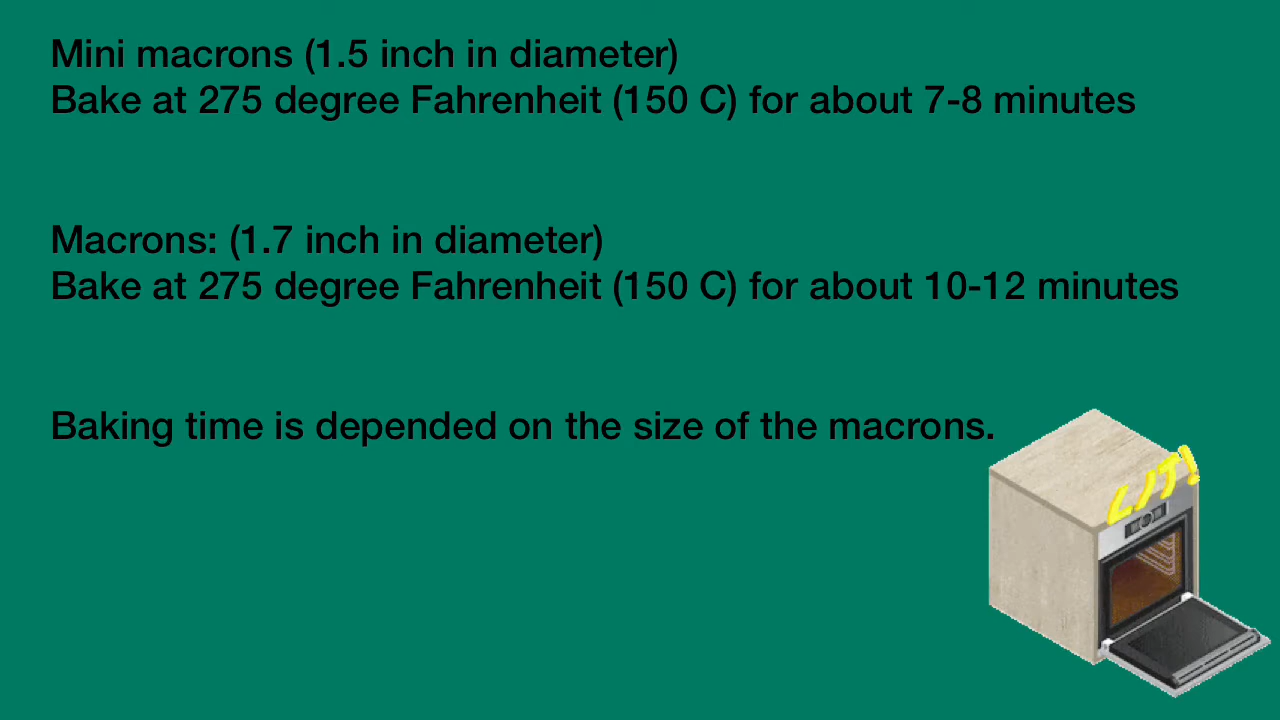 Mini macrons (1.5 inch in diameter)
Bake at 275 degree Fahrenheit (150 C) for about 7-8 minutes
Macrons: (1.7 inch in diameter)
Bake at 275 degree Fahrenheit (150 C) for about 10-12 minutes
Baking time is depended on the size of the macrons.
LIT!